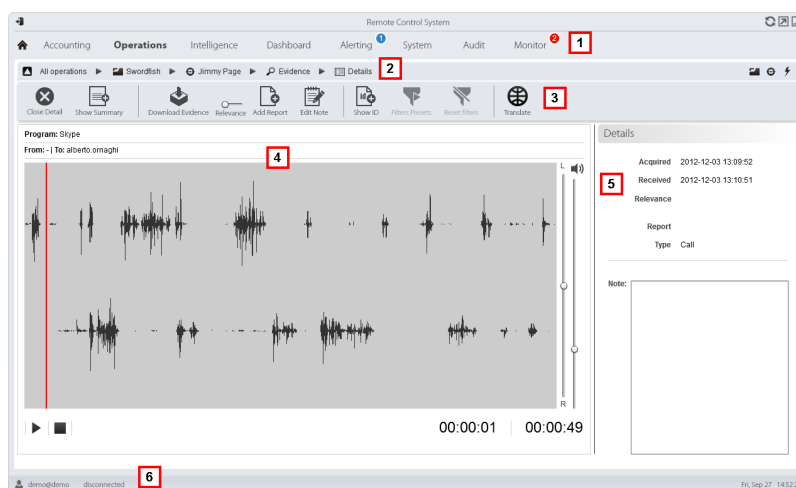 Remote Control System
Accounting Operations Intelligence Dashboard Alerting 1 System Audit Monitor 2 1
All operations Swordfish Jimmy Page Evidence Details 2
Close Detail Show Summary Download Evidence Relevance Add Report Edit Note Show ID Filters Presets Reset filters Translate 3
Program: Skype
From: - | To: alberto.ornaghi
4
L
R
00:00:01 00:00:49
Details
Acquired 2012-12-03 13:09:52
Received 2012-12-03 13:10:51
5
Relevance
Report
Type Call
Note:
demo@demo disconnected 6
Fri, Sep 27 14:52:2